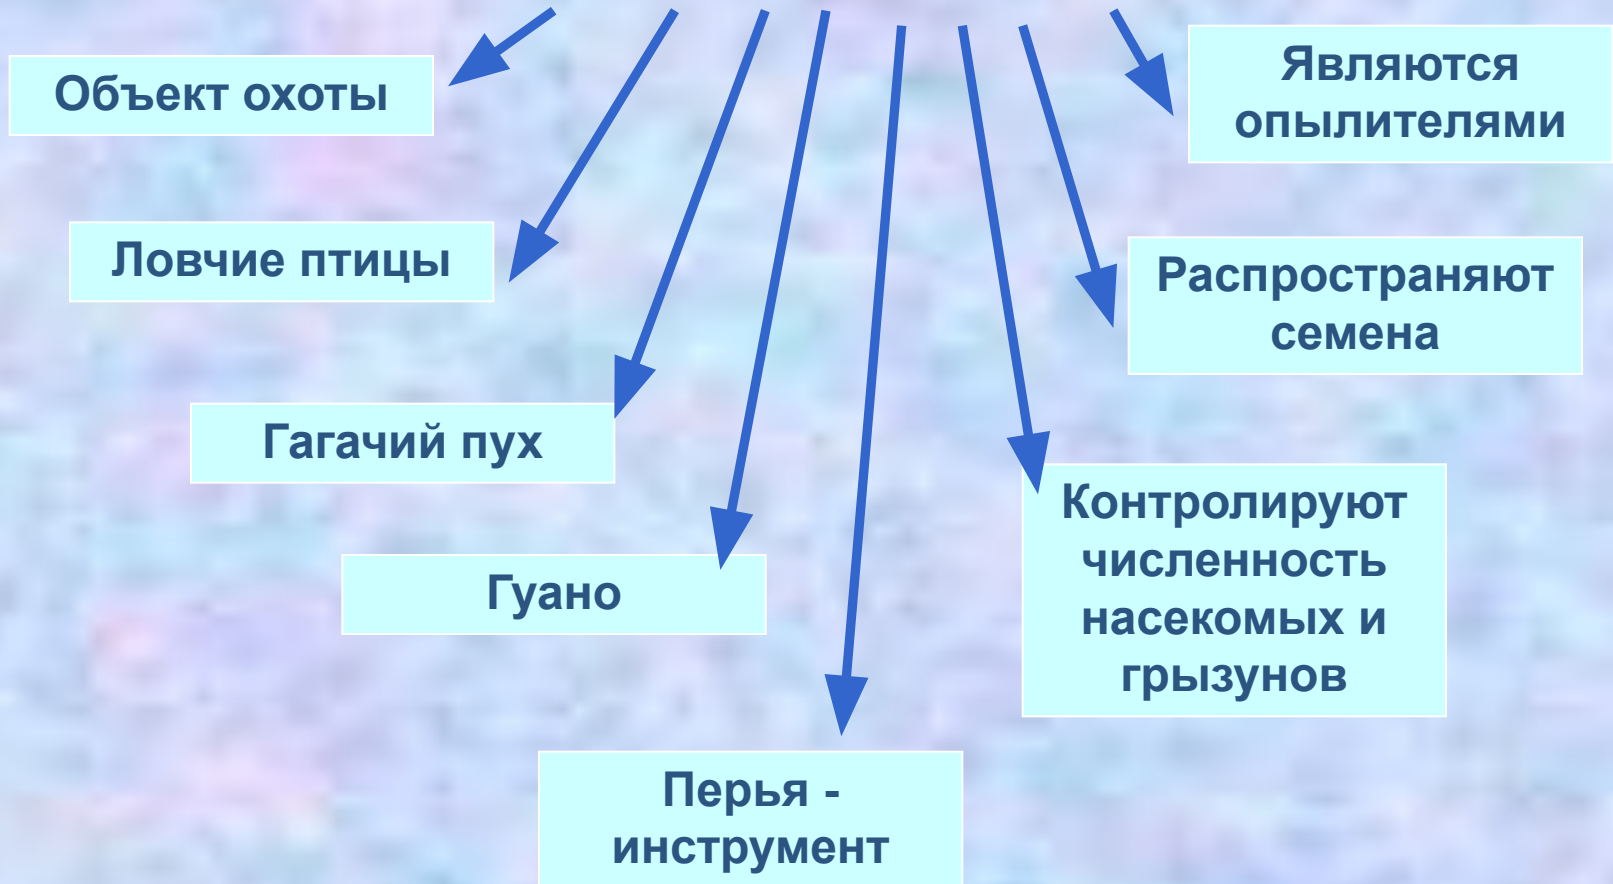 Объект охоты
Являются
опылителями
Ловчие птицы
Распространяют
семена
Гагачий пух
Контролируют
численность
насекомых и
грызунов
Гуано
Перья -
инструмент